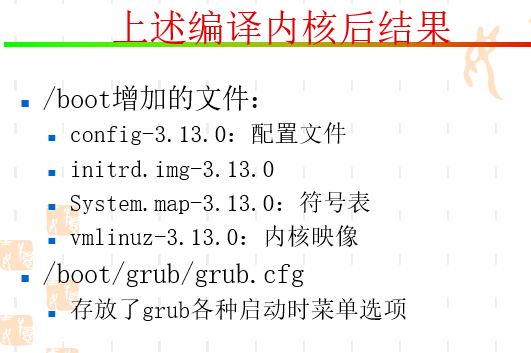 上述编译内核后结果
/boot增加的文件：
config-3.13.0：配置文件
initrd.img-3.13.0
System.map-3.13.0：符号表
vmlinuz-3.13.0：内核映像
/boot/grub/grub.cfg
存放了grub各种启动时菜单选项